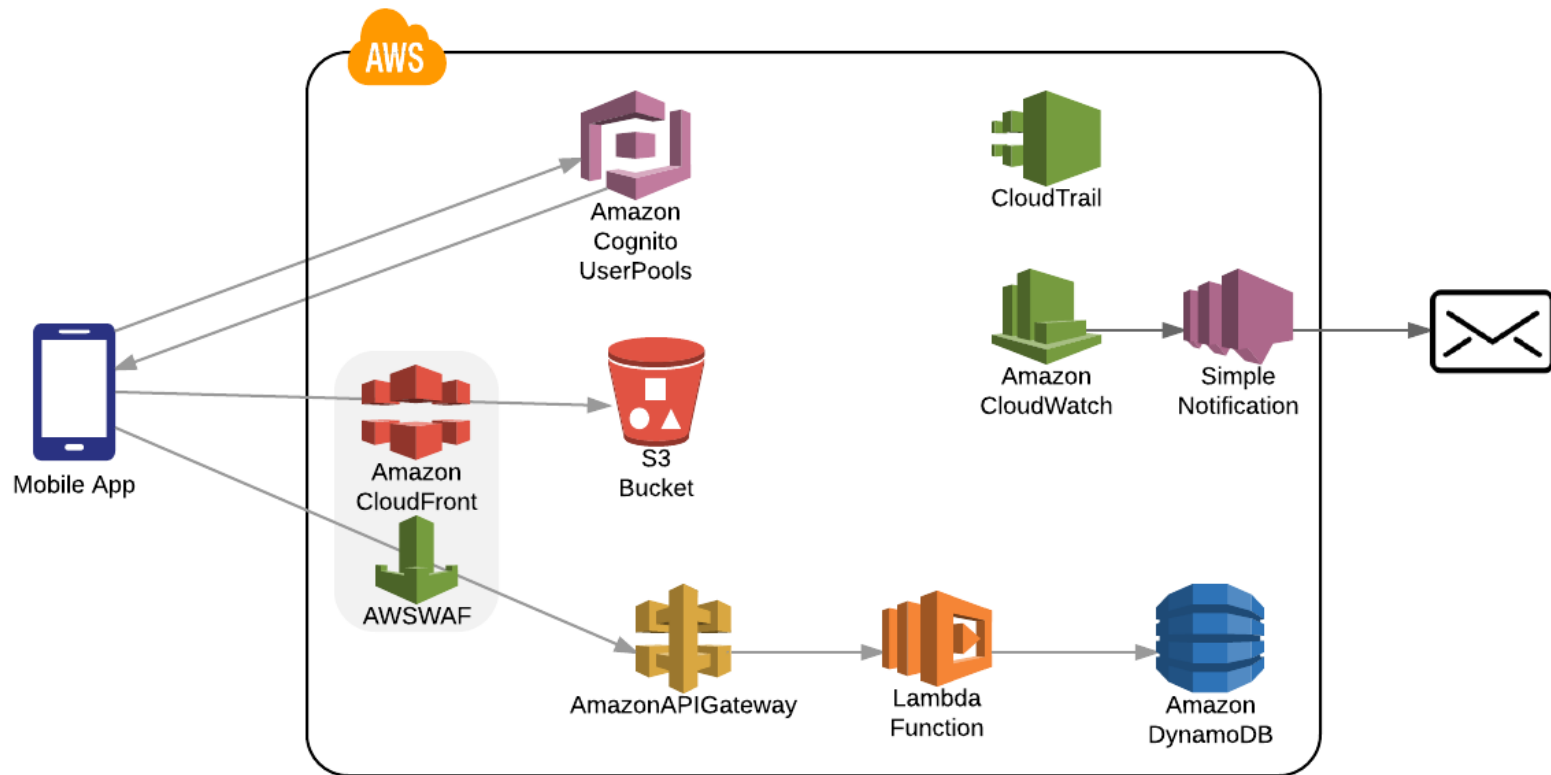 AWS
Amazon
Cognito
UserPools
CloudTrail
Amazon
CloudWatch
Simple
Notification
Mobile App
Amazon
CloudFront
S3
Bucket
AWSWAF
AmazonAPIGateway
Lambda
Function
Amazon
DynamoDB